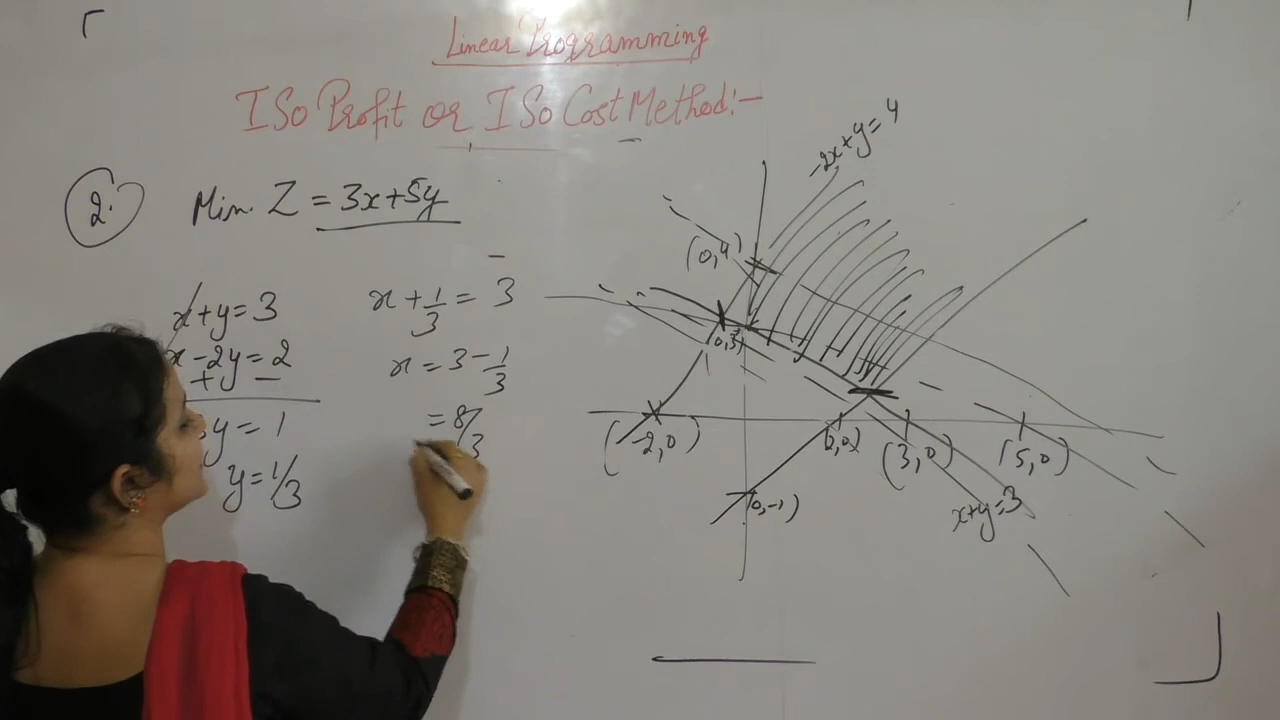 Linear Programming
ISo Profit or ISo Cost Method:-
2. Min Z = 3x+5y
x+y=3
x-2y=2
+ -
y=1
y=1/3
x+1/3=3
x=3-1/3
=8/3
-2x+y=4
(0,4)
(0,3)
(-2,0)
(2,0)
(3,0)
(5,0)
(0,-1)
x+y=3